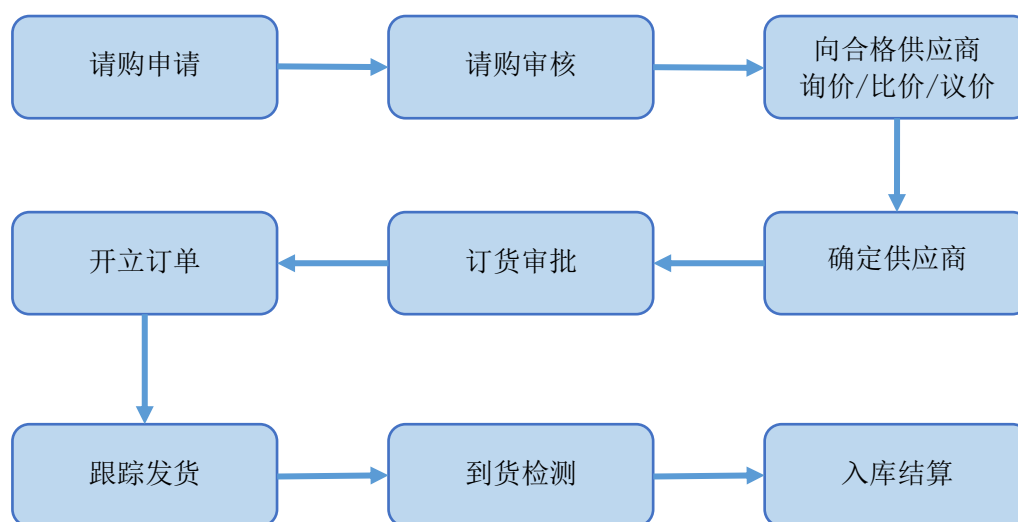 请购申请
请购审核
向合格供应商
询价/比价/议价
确定供应商
订货审批
开立订单
跟踪发货
到货检测
入库结算